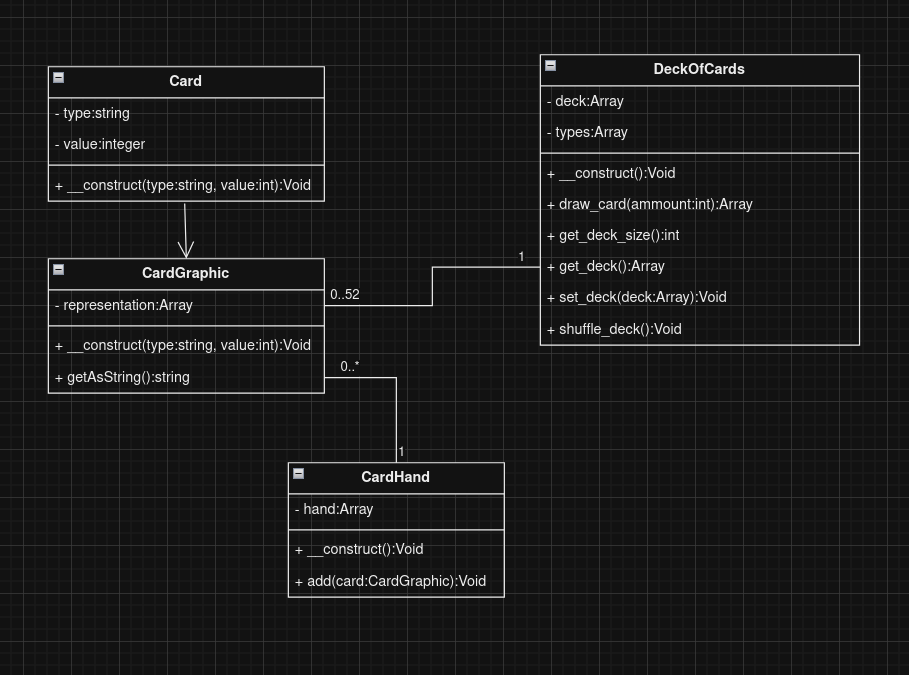 Card
- type:string
- value:integer
+ __construct(type:string, value:int):Void
CardGraphic
- representation:Array
+ __construct(type:string, value:int):Void
+ getAsString():string
0..52
1
0..*
1
DeckOfCards
- deck:Array
- types:Array
+ __construct():Void
+ draw_card(ammount:int):Array
+ get_deck_size():int
+ get_deck():Array
+ set_deck(deck:Array):Void
+ shuffle_deck():Void
CardHand
- hand:Array
+ __construct():Void
+ add(card:CardGraphic):Void